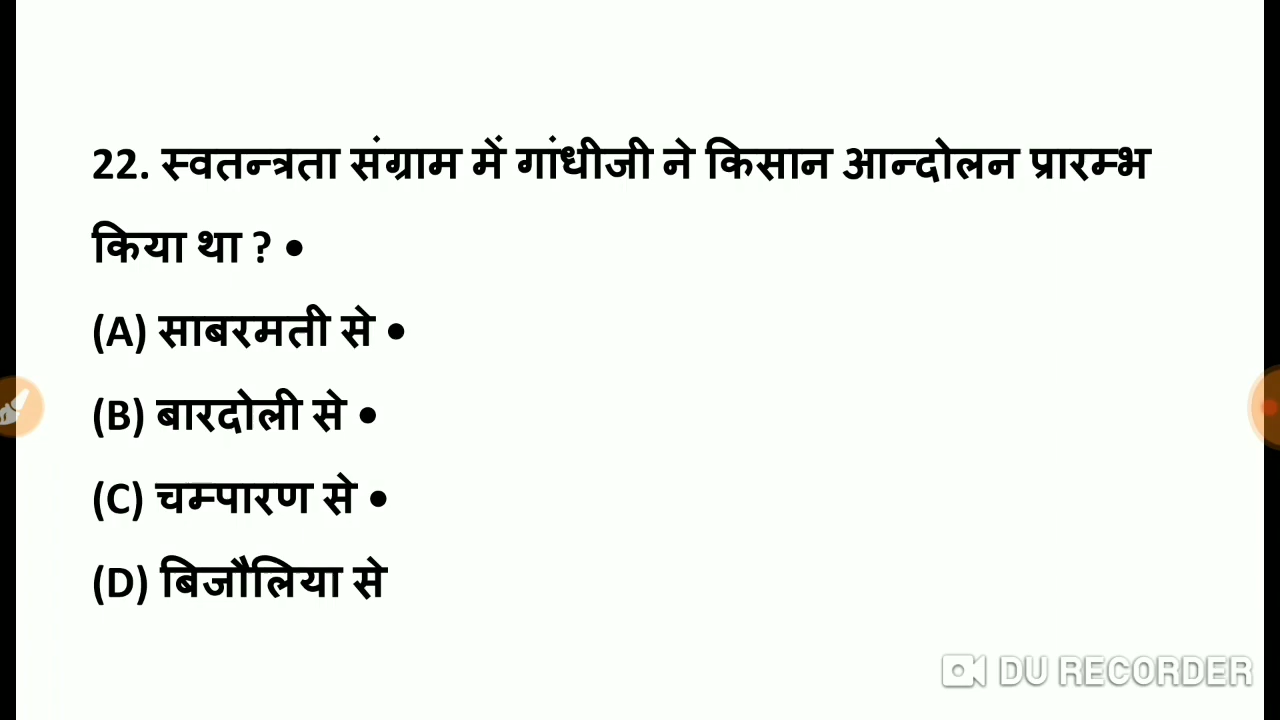 22. स्वतन्त्रता संग्राम में गांधीजी ने किसान आन्दोलन प्रारम्भ
किया था ? •
(A) साबरमती से •
(B) बारदोली से •
(C) चम्पारण से •
(D) बिजौलिया से
DU RECORDER